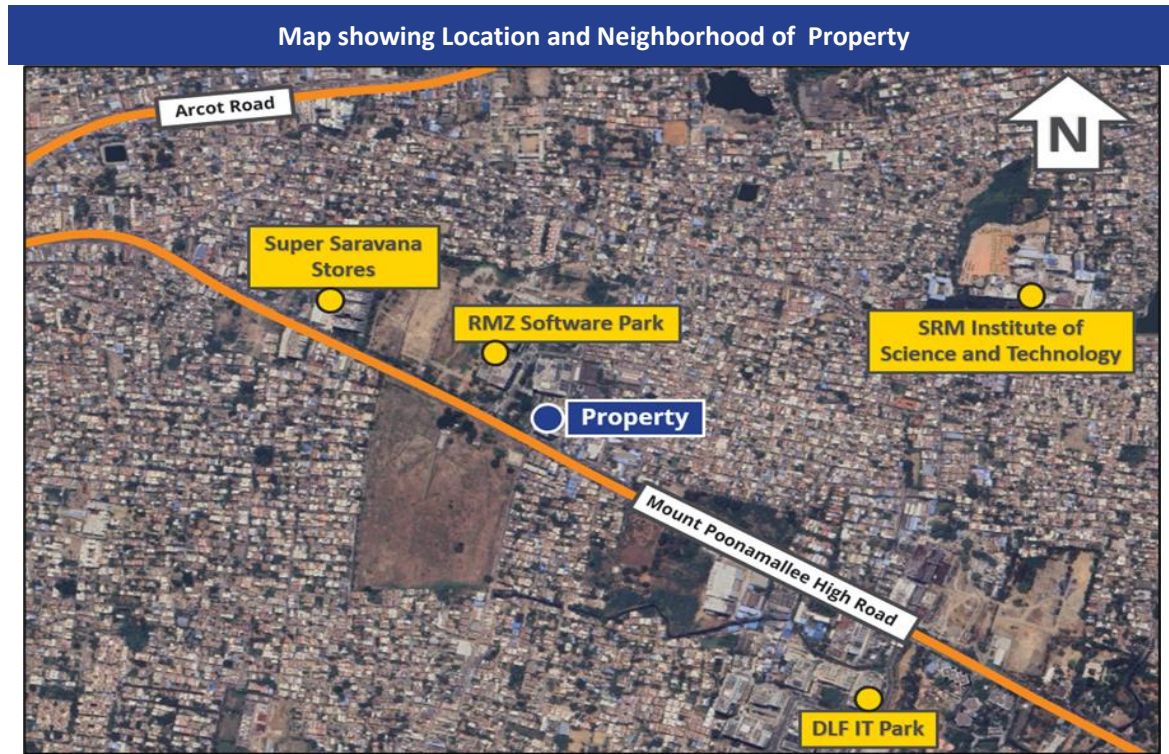 Map showing Location and Neighborhood of Property
Arcot Road
N
Super Saravana
Stores
RMZ Software Park
SRM Institute of
Science and Technology
Property
Mount Poonamallee High Road
DLF IT Park